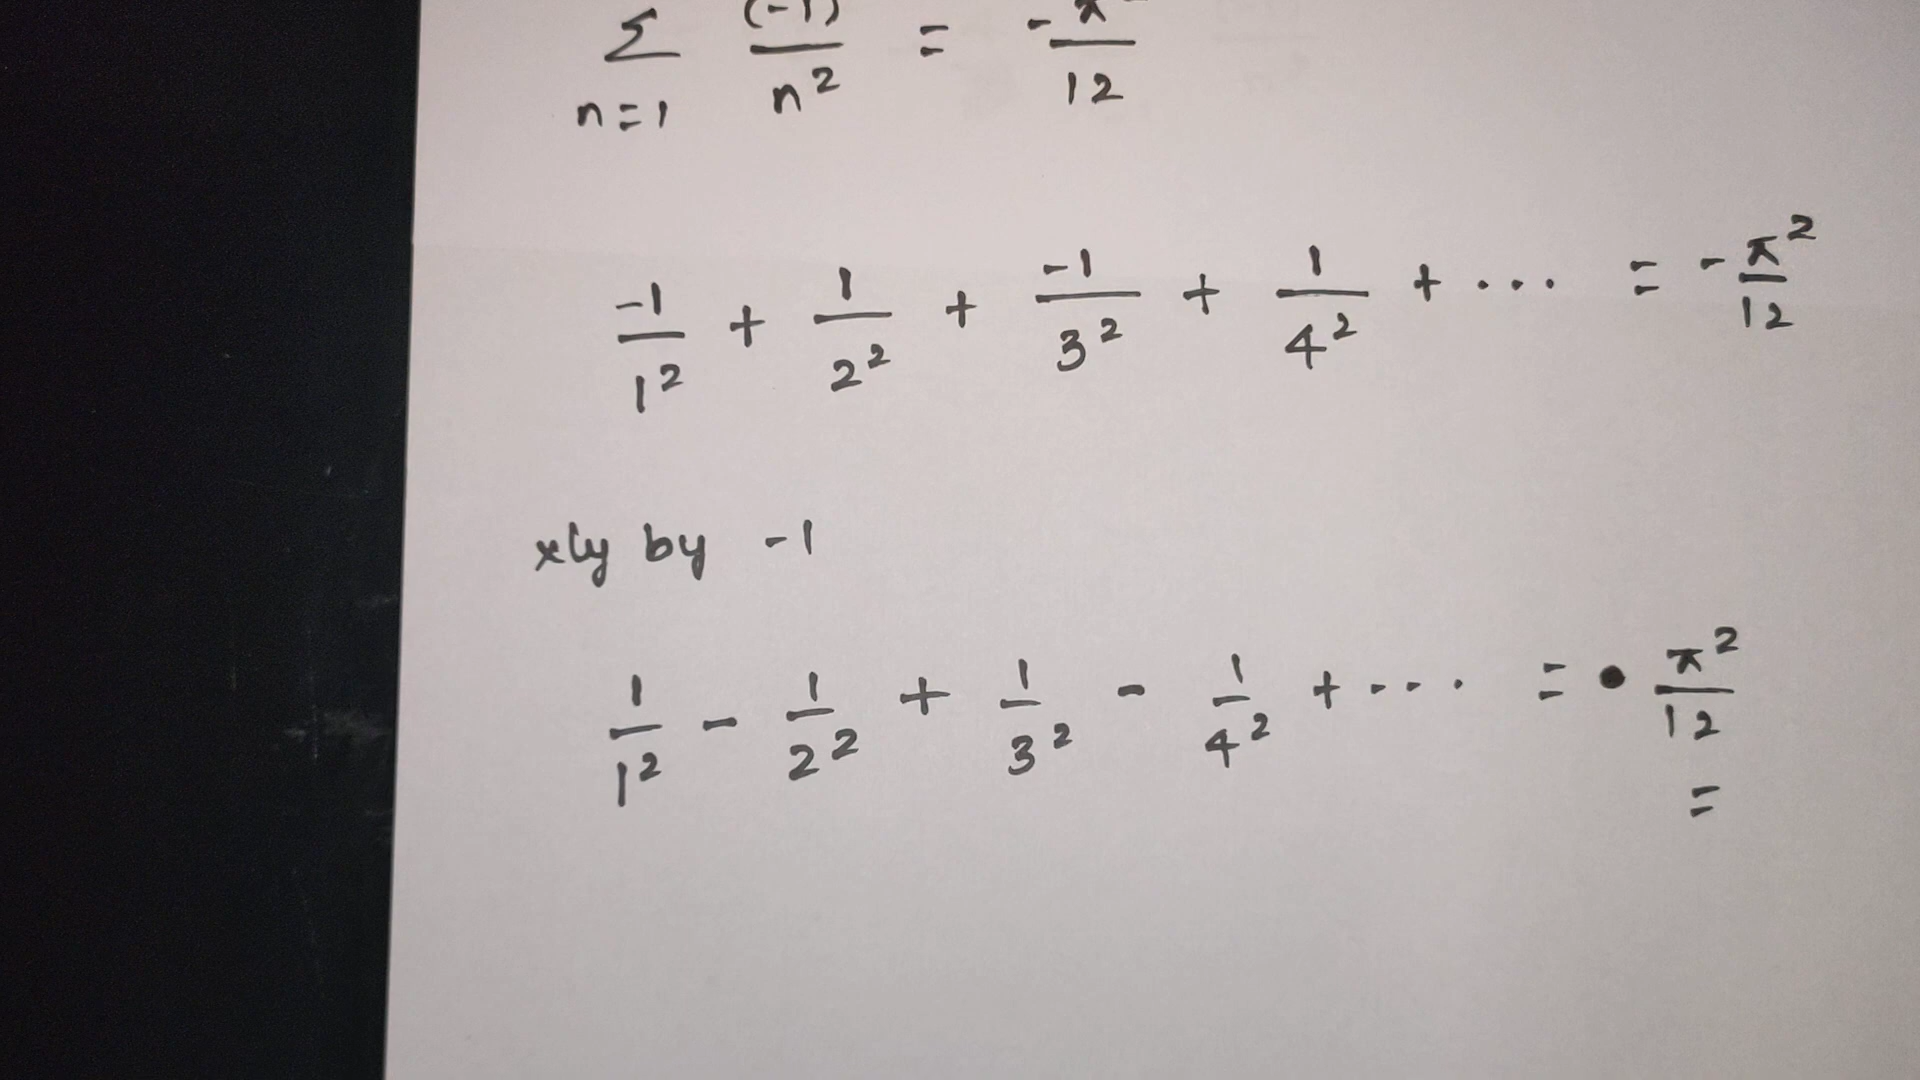 Σ n=1 (-1) / n² = -π / 12
-1/1² + 1/2² + -1/3² + 1/4² + ... = -π²/12
xly by -1
1/1² - 1/2² + 1/3² - 1/4² + ... = π²/12
=